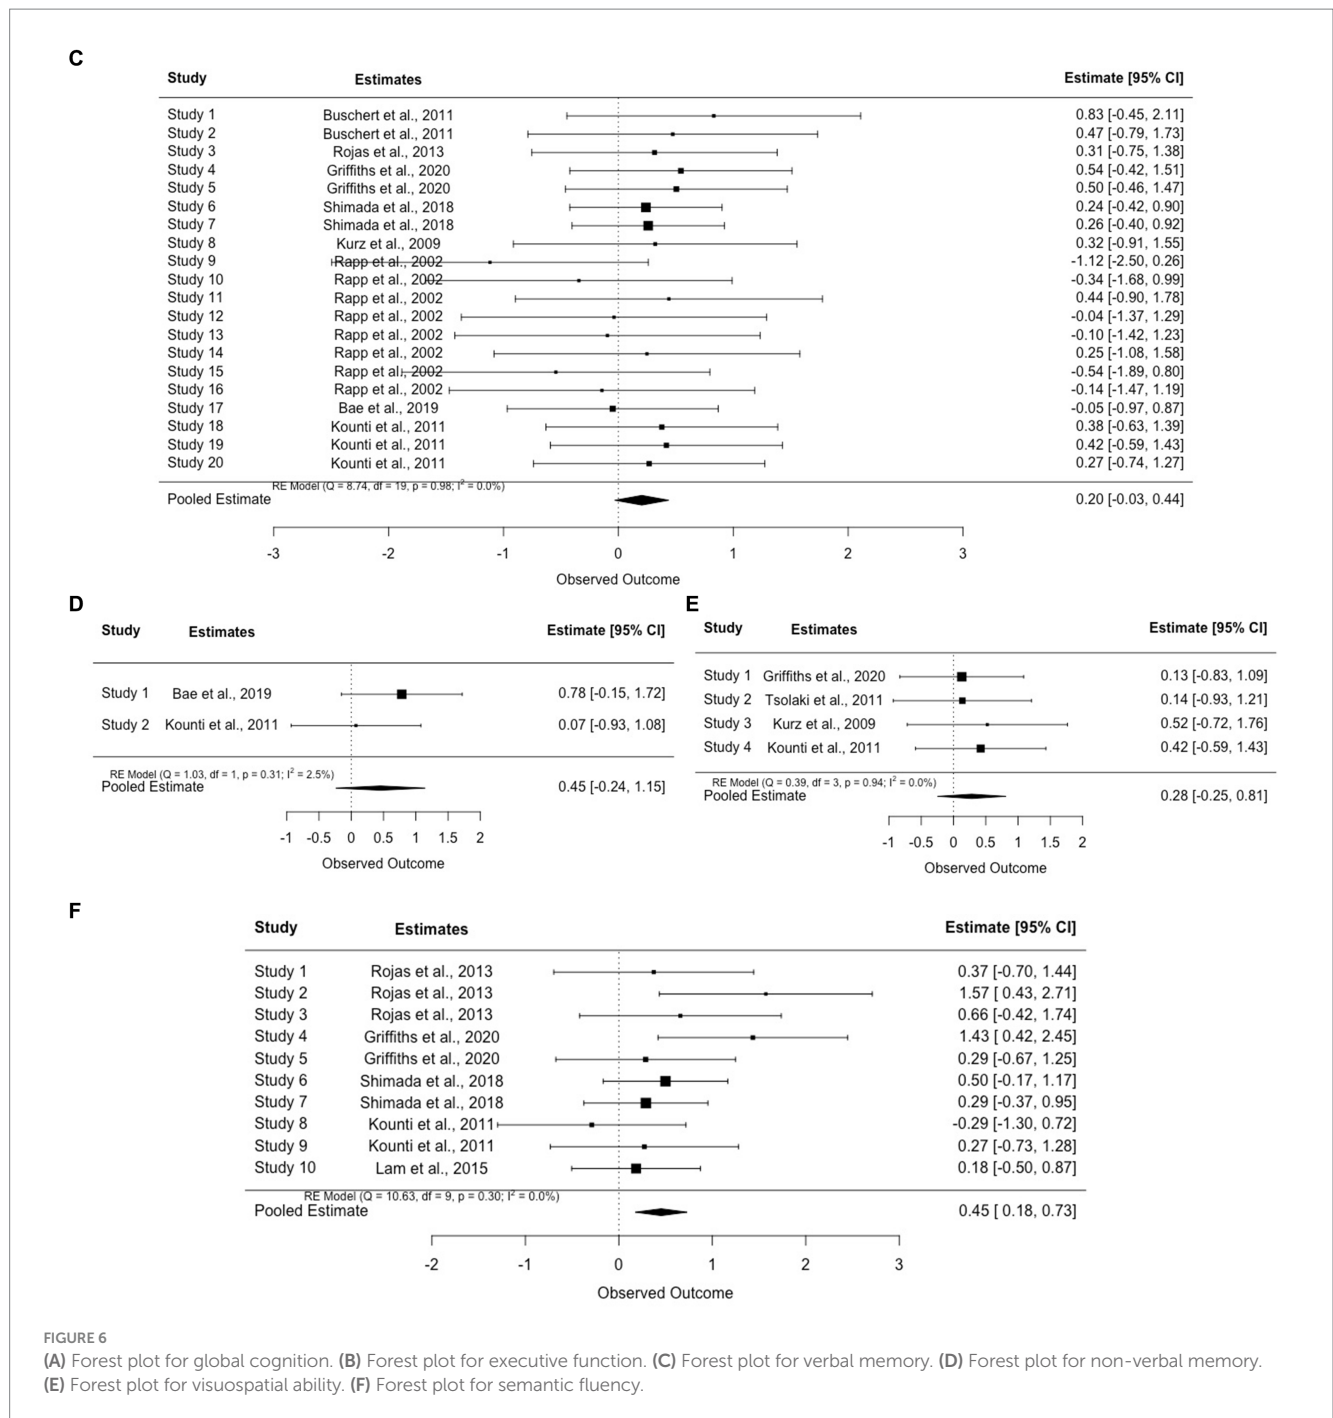 C
Study Estimates Estimate [95% CI]
Study 1 Buschert et al., 2011 0.83 [-0.45, 2.11]
Study 2 Buschert et al., 2011 0.47 [-0.79, 1.73]
Study 3 Rojas et al., 2013 0.31 [-0.75, 1.38]
Study 4 Griffiths et al., 2020 0.54 [-0.42, 1.51]
Study 5 Griffiths et al., 2020 0.50 [-0.46, 1.47]
Study 6 Shimada et al., 2018 0.24 [-0.42, 0.90]
Study 7 Shimada et al., 2018 0.26 [-0.40, 0.92]
Study 8 Kurz et al., 2009 0.32 [-0.91, 1.55]
Study 9 Rapp et al., 2002 -1.12 [-2.50, 0.26]
Study 10 Rapp et al., 2002 -0.34 [-1.68, 0.99]
Study 11 Rapp et al., 2002 0.44 [-0.90, 1.78]
Study 12 Rapp et al., 2002 -0.04 [-1.37, 1.29]
Study 13 Rapp et al., 2002 -0.10 [-1.42, 1.23]
Study 14 Rapp et al., 2002 0.25 [-1.08, 1.58]
Study 15 Rapp et al., 2002 -0.54 [-1.89, 0.80]
Study 16 Rapp et al., 2002 -0.14 [-1.47, 1.19]
Study 17 Bae et al., 2019 -0.05 [-0.97, 0.87]
Study 18 Kounti et al., 2011 0.38 [-0.63, 1.39]
Study 19 Kounti et al., 2011 0.42 [-0.59, 1.43]
Study 20 Kounti et al., 2011 0.27 [-0.74, 1.27]
RE Model (Q = 8.74, df = 19, p = 0.98; I² = 0.0%)
Pooled Estimate 0.20 [-0.03, 0.44]
-3 -2 -1 0 1 2 3
Observed Outcome
D
Study Estimates Estimate [95% CI]
Study 1 Bae et al., 2019 0.78 [-0.15, 1.72]
Study 2 Kounti et al., 2011 0.07 [-0.93, 1.08]
RE Model (Q = 1.03, df = 1, p = 0.31; I² = 2.5%)
Pooled Estimate 0.45 [-0.24, 1.15]
-1 -0.5 0 0.5 1 1.5 2
Observed Outcome
E
Study Estimates Estimate [95% CI]
Study 1 Griffiths et al., 2020 0.13 [-0.83, 1.09]
Study 2 Tsolaki et al., 2011 0.14 [-0.93, 1.21]
Study 3 Kurz et al., 2009 0.52 [-0.72, 1.76]
Study 4 Kounti et al., 2011 0.42 [-0.59, 1.43]
RE Model (Q = 0.39, df = 3, p = 0.94; I² = 0.0%)
Pooled Estimate 0.28 [-0.25, 0.81]
-1 -0.5 0 0.5 1 1.5 2
Observed Outcome
F
Study Estimates Estimate [95% CI]
Study 1 Rojas et al., 2013 0.37 [-0.70, 1.44]
Study 2 Rojas et al., 2013 1.57 [ 0.43, 2.71]
Study 3 Rojas et al., 2013 0.66 [-0.42, 1.74]
Study 4 Griffiths et al., 2020 1.43 [ 0.42, 2.45]
Study 5 Griffiths et al., 2020 0.29 [-0.67, 1.25]
Study 6 Shimada et al., 2018 0.50 [-0.17, 1.17]
Study 7 Shimada et al., 2018 0.29 [-0.37, 0.95]
Study 8 Kounti et al., 2011 -0.29 [-1.30, 0.72]
Study 9 Kounti et al., 2011 0.27 [-0.73, 1.28]
Study 10 Lam et al., 2015 0.18 [-0.50, 0.87]
RE Model (Q = 10.63, df = 9, p = 0.30; I² = 0.0%)
Pooled Estimate 0.45 [ 0.18, 0.73]
-2 -1 0 1 2 3
Observed Outcome
FIGURE 6
(A) Forest plot for global cognition. (B) Forest plot for executive function. (C) Forest plot for verbal memory. (D) Forest plot for non-verbal memory.
(E) Forest plot for visuospatial ability. (F) Forest plot for semantic fluency.